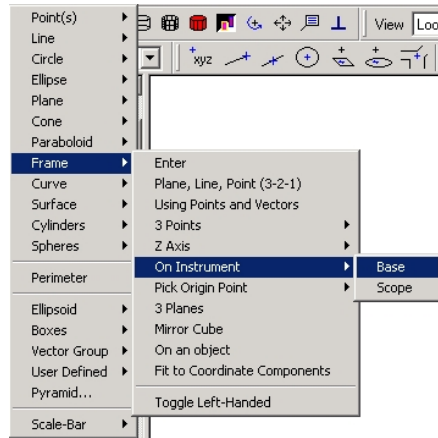 Point(s)
Line
Circle
Ellipse
Plane
Cone
Paraboloid
Frame
Curve
Surface
Cylinders
Spheres
Perimeter
Ellipsoid
Boxes
Vector Group
User Defined
Pyramid...
Scale-Bar
View
Loo
xyz
Enter
Plane, Line, Point (3-2-1)
Using Points and Vectors
3 Points
Z Axis
On Instrument
Pick Origin Point
3 Planes
Mirror Cube
On an object
Fit to Coordinate Components
Toggle Left-Handed
Base
Scope